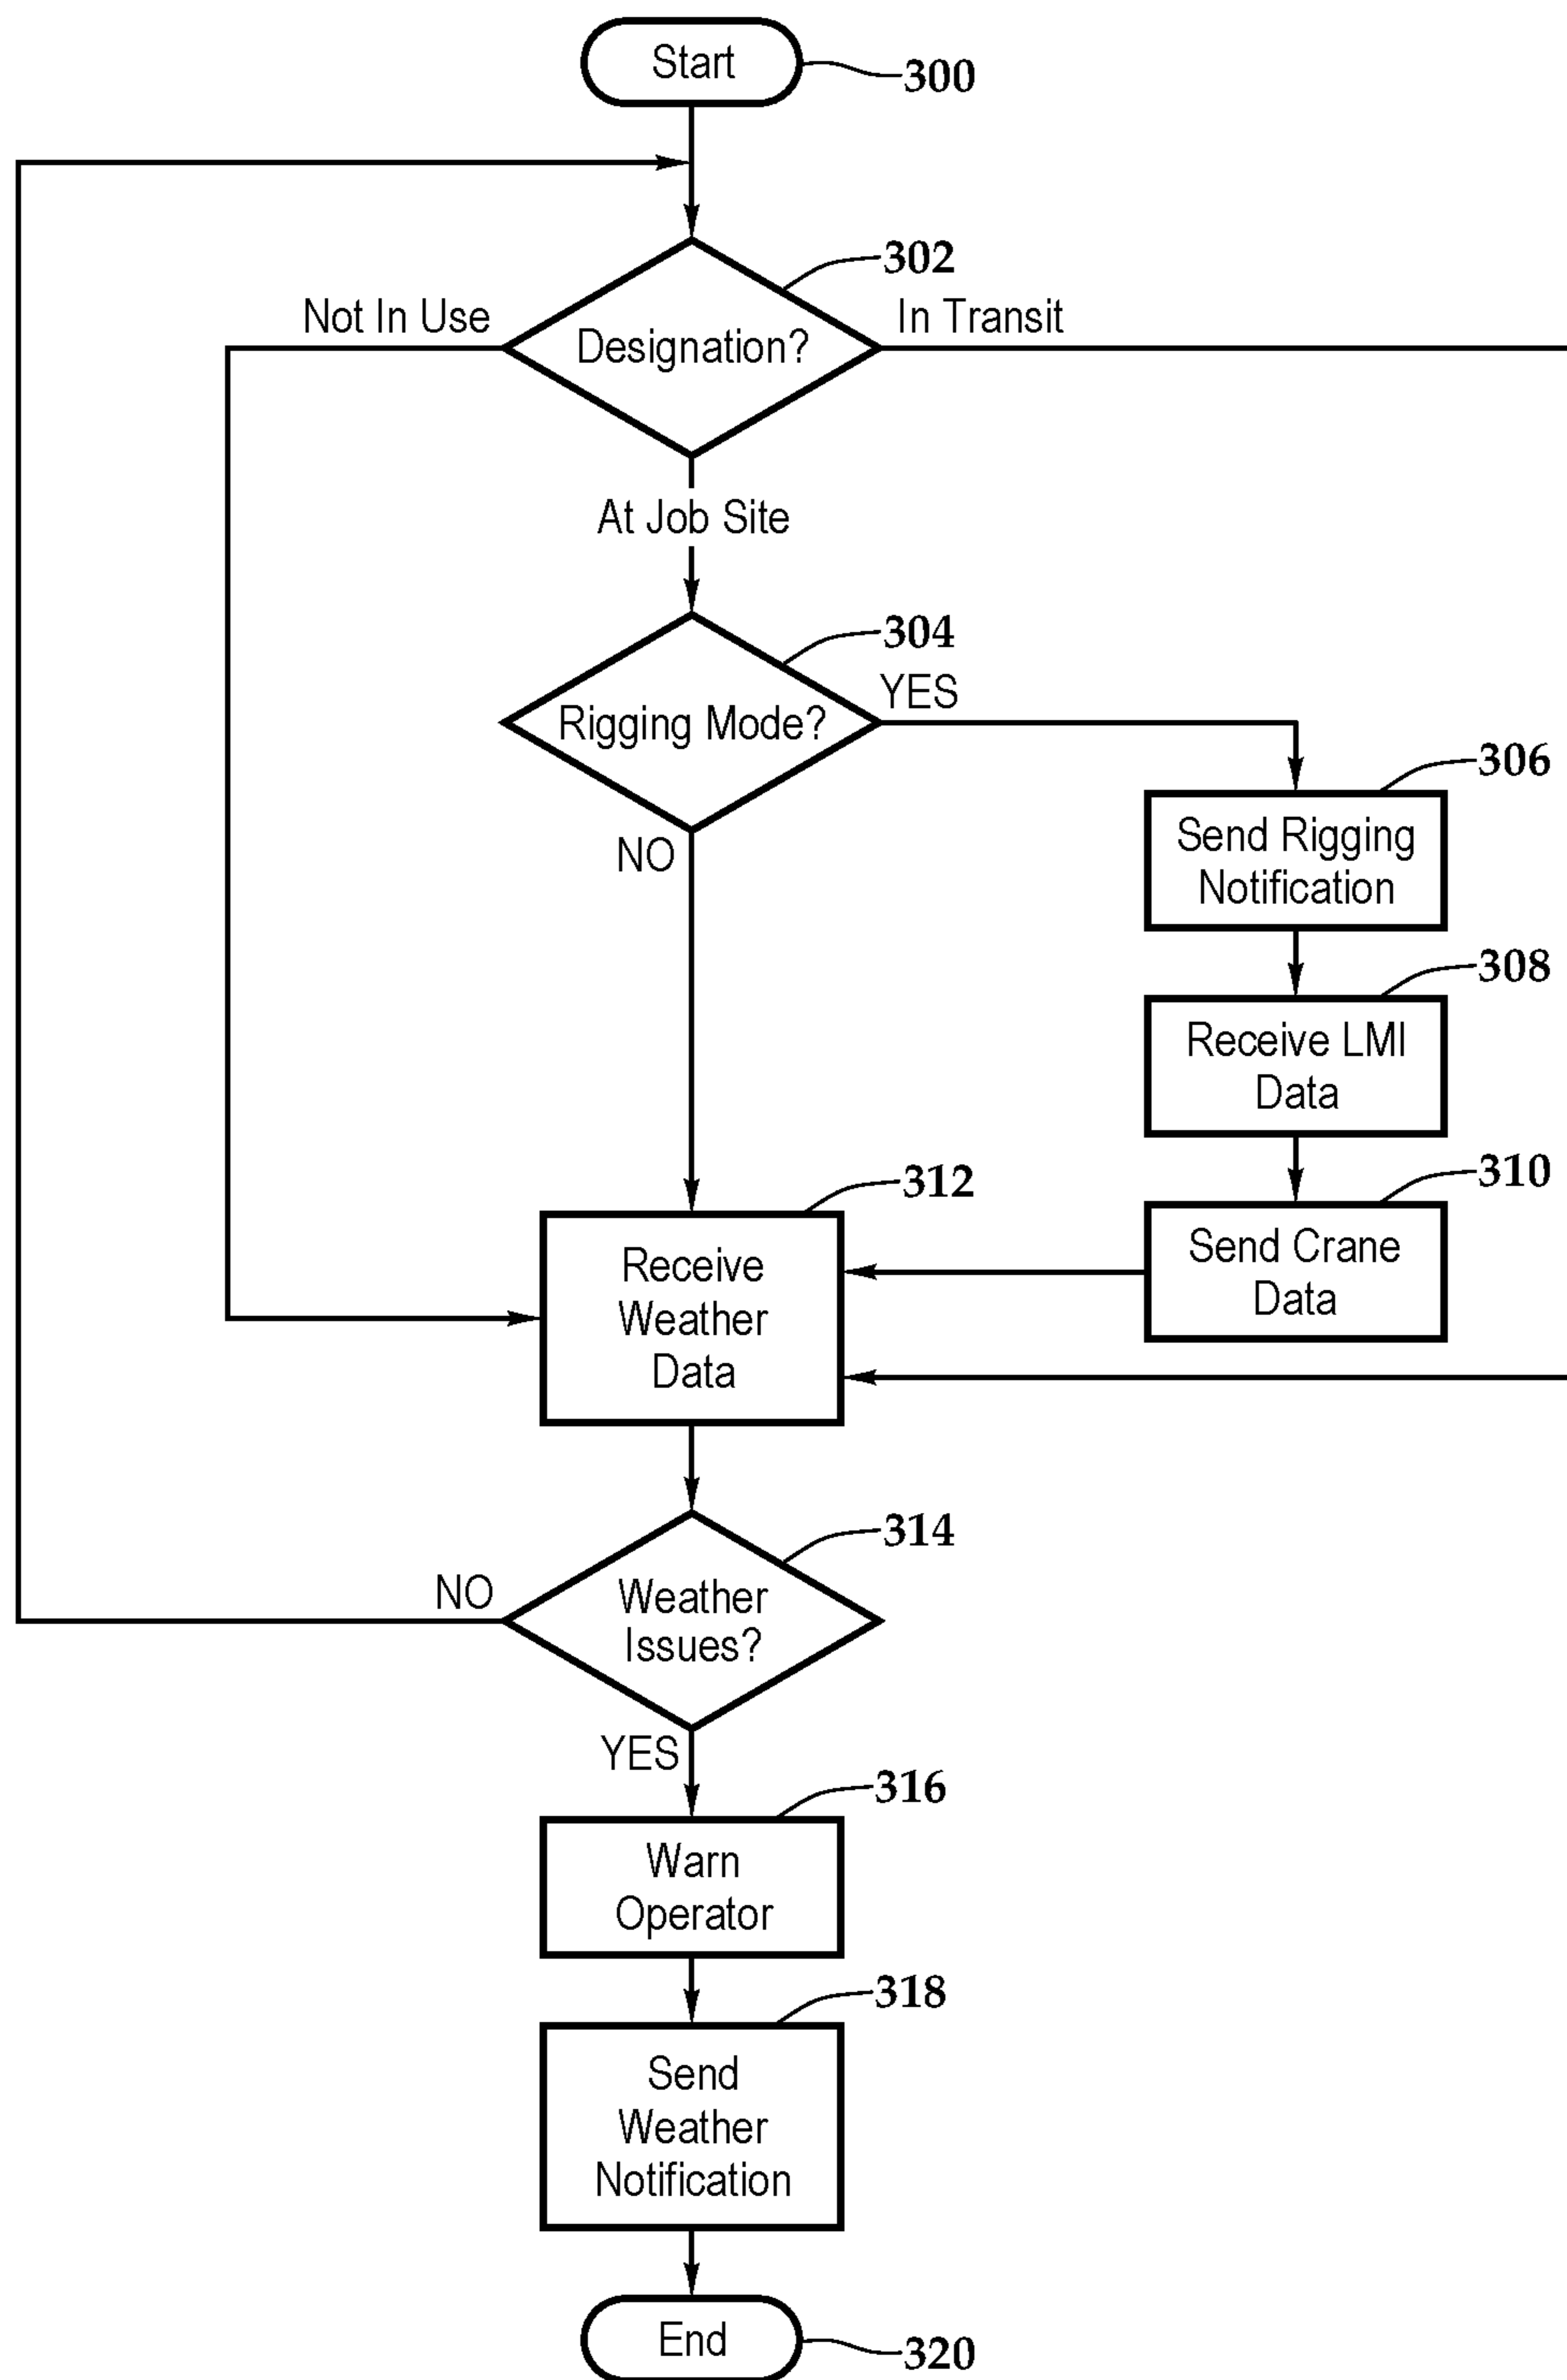 Start
300
302
Not In Use
In Transit
Designation?
At Job Site
304
YES
Rigging Mode?
306
Send Rigging
Notification
NO
308
Receive LMI
Data
310
312
Send Crane
Data
Receive
Weather
Data
314
NO
Weather
Issues?
YES
316
Warn
Operator
318
Send
Weather
Notification
End
320